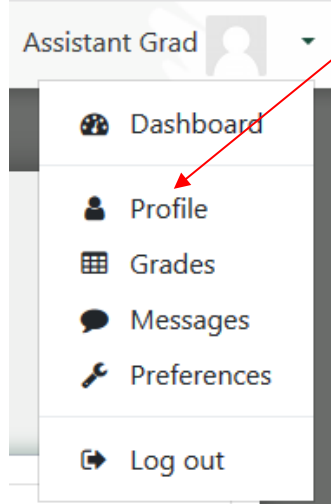 Assistant Grad
Dashboard
Profile
Grades
Messages
Preferences
Log out